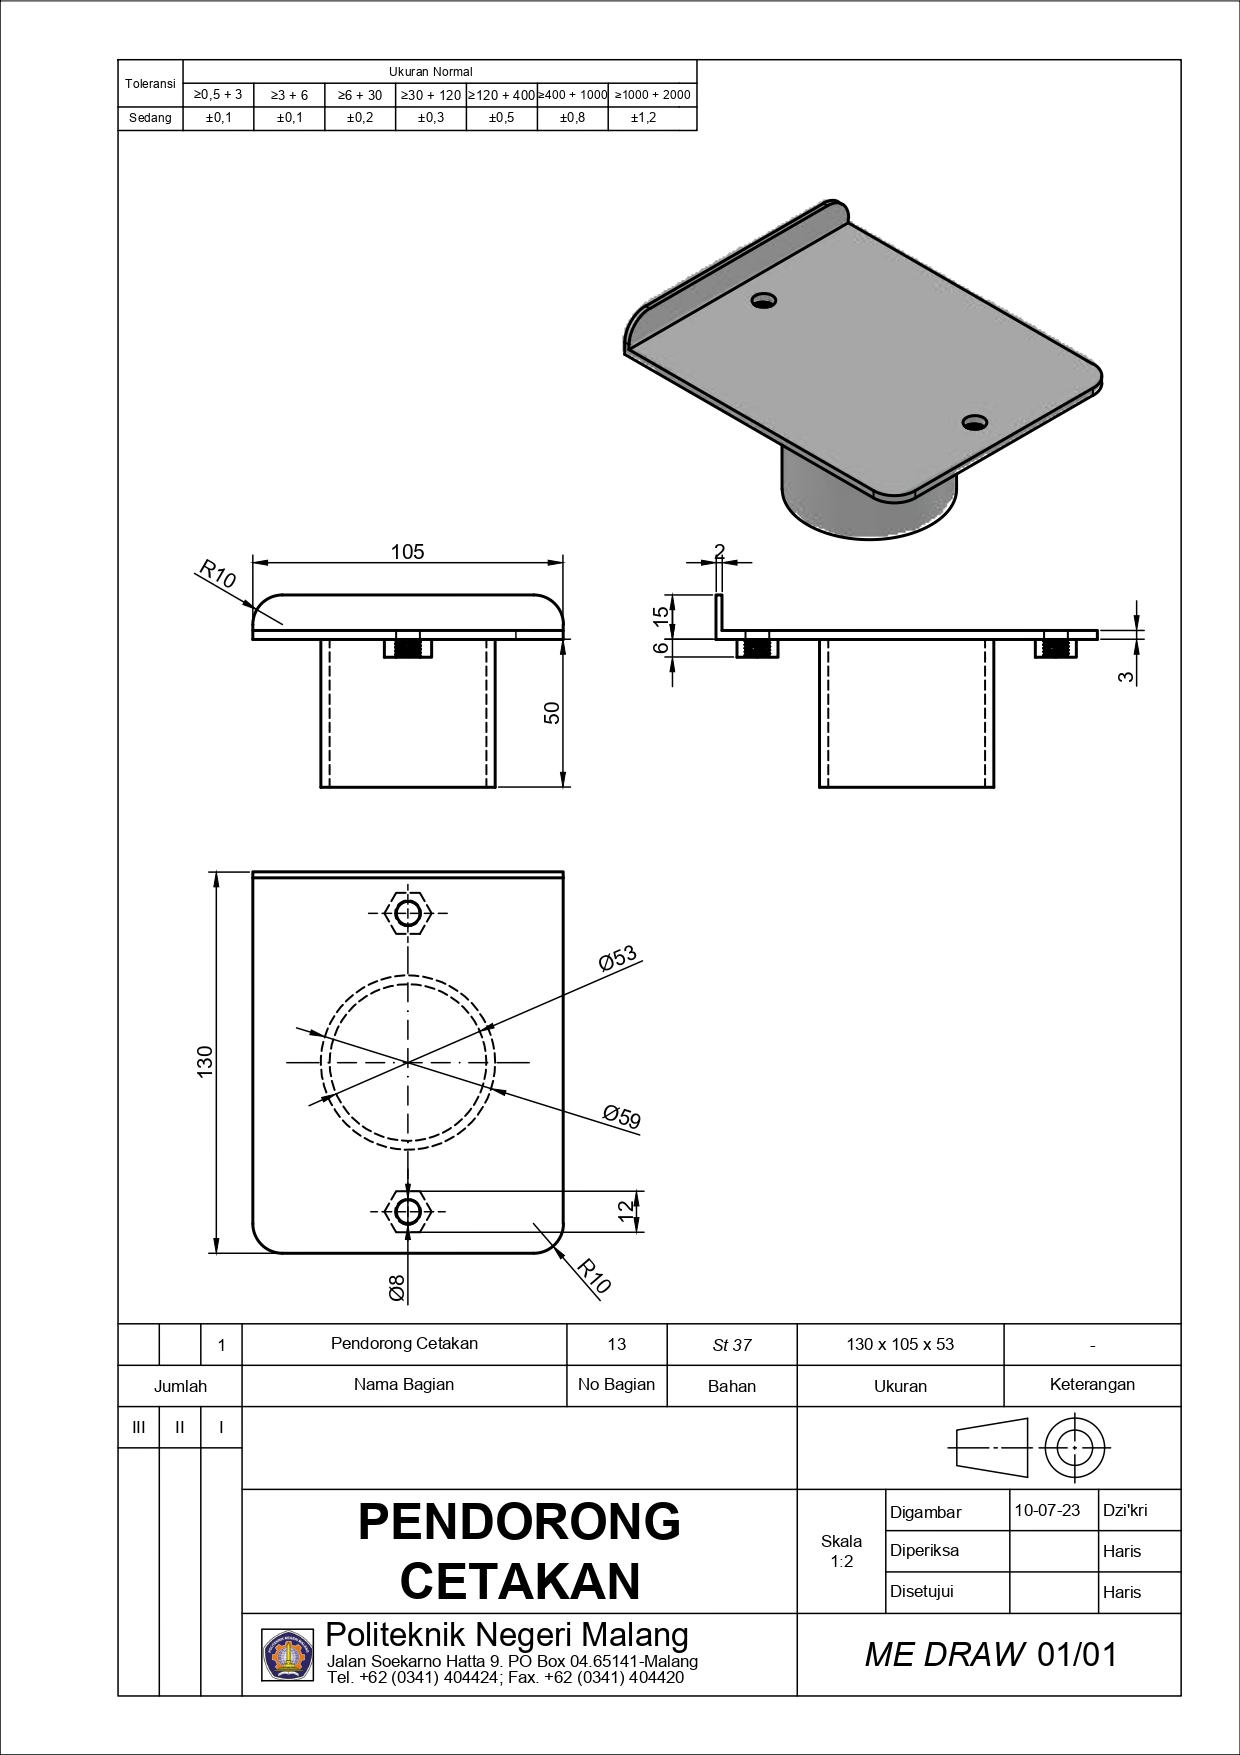 Toleransi
Ukuran Normal
≥0,5 + 3 ≥3 + 6 ≥6 + 30 ≥30 + 120 ≥120 + 400 ≥400 + 1000 ≥1000 + 2000
Sedang ±0,1 ±0,1 ±0,2 ±0,3 ±0,5 ±0,8 ±1,2
105
R10
50
2
15
6
3
130
Ø53
Ø59
12
Ø8
R10
1 Pendorong Cetakan 13 St 37 130 x 105 x 53 -
Jumlah Nama Bagian No Bagian Bahan Ukuran Keterangan
III II I
PENDORONG
CETAKAN
Skala
1:2
Digambar 10-07-23 Dzi'kri
Diperiksa Haris
Disetujui Haris
Politeknik Negeri Malang
Jalan Soekarno Hatta 9. PO Box 04.65141-Malang
Tel. +62 (0341) 404424; Fax. +62 (0341) 404420
ME DRAW 01/01